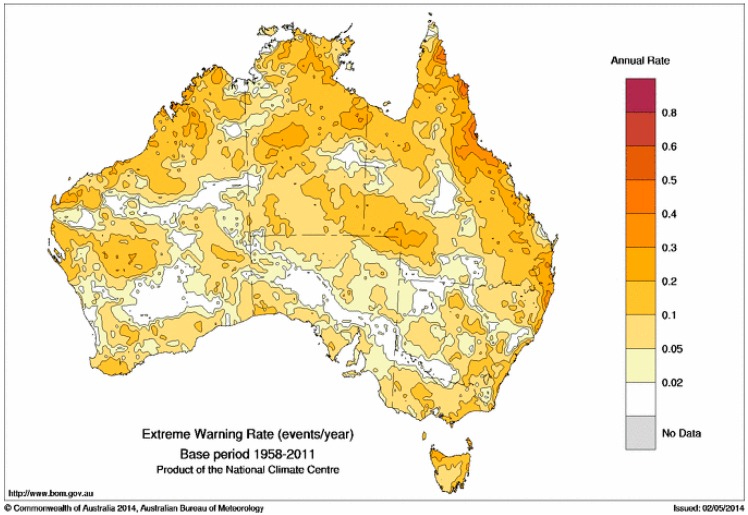 Annual Rate
0.8
0.6
0.5
0.4
0.3
0.2
0.1
0.05
0.02
No Data
Extreme Warning Rate (events/year)
Base period 1958-2011
Product of the National Climate Centre
http://www.bom.gov.au
© Commonwealth of Australia 2014, Australian Bureau of Meteorology
Issued: 02/05/2014